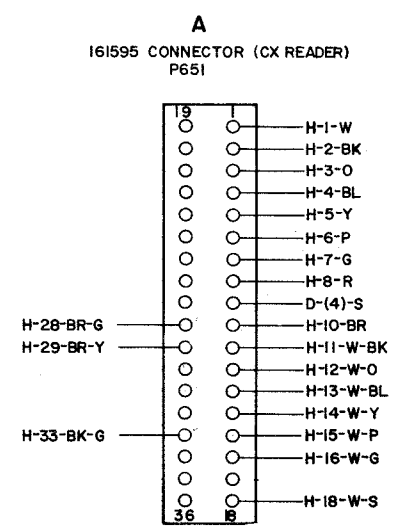 A
161595 CONNECTOR (CX READER)
P651
19 1
H-1-W
H-2-BK
H-3-O
H-4-BL
H-5-Y
H-6-P
H-7-G
H-8-R
D-(4)-S
H-28-BR-G H-10-BR
H-29-BR-Y H-11-W-BK
H-12-W-O
H-13-W-BL
H-14-W-Y
H-33-BK-G H-15-W-P
H-16-W-G
H-18-W-S
36 18